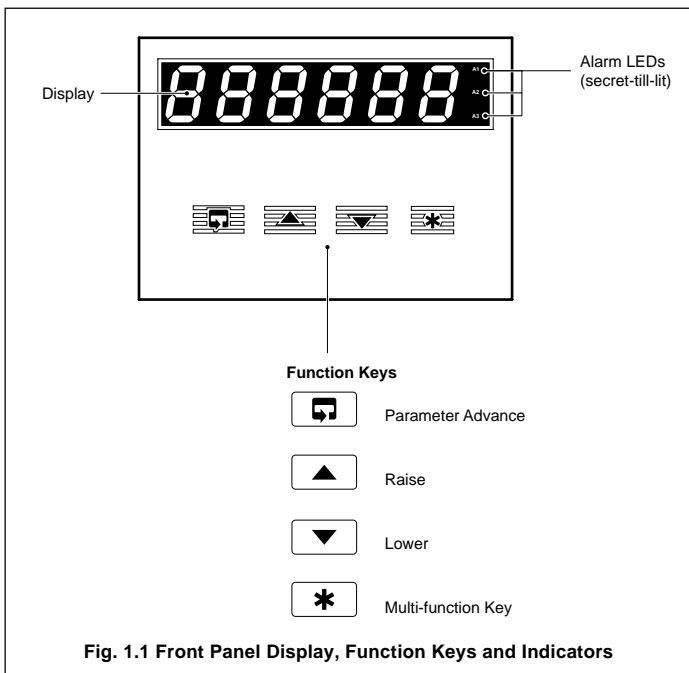 Display
888888
A1
A2
A3
Alarm LEDs
(secret-till-lit)
Function Keys
Parameter Advance
Raise
Lower
Multi-function Key
Fig. 1.1 Front Panel Display, Function Keys and Indicators